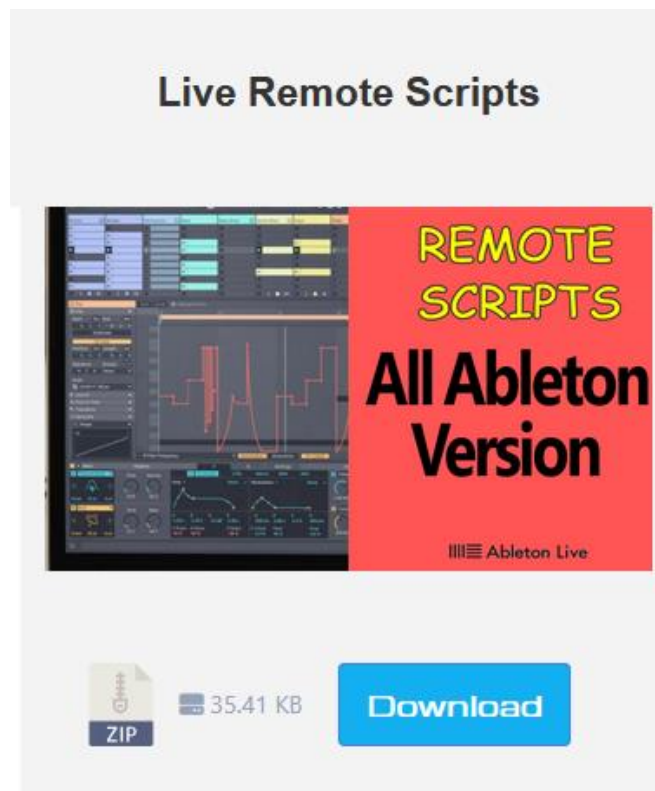 Live Remote Scripts
REMOTE
SCRIPTS
All Ableton
Version
Ableton Live
ZIP
35.41 KB
Download